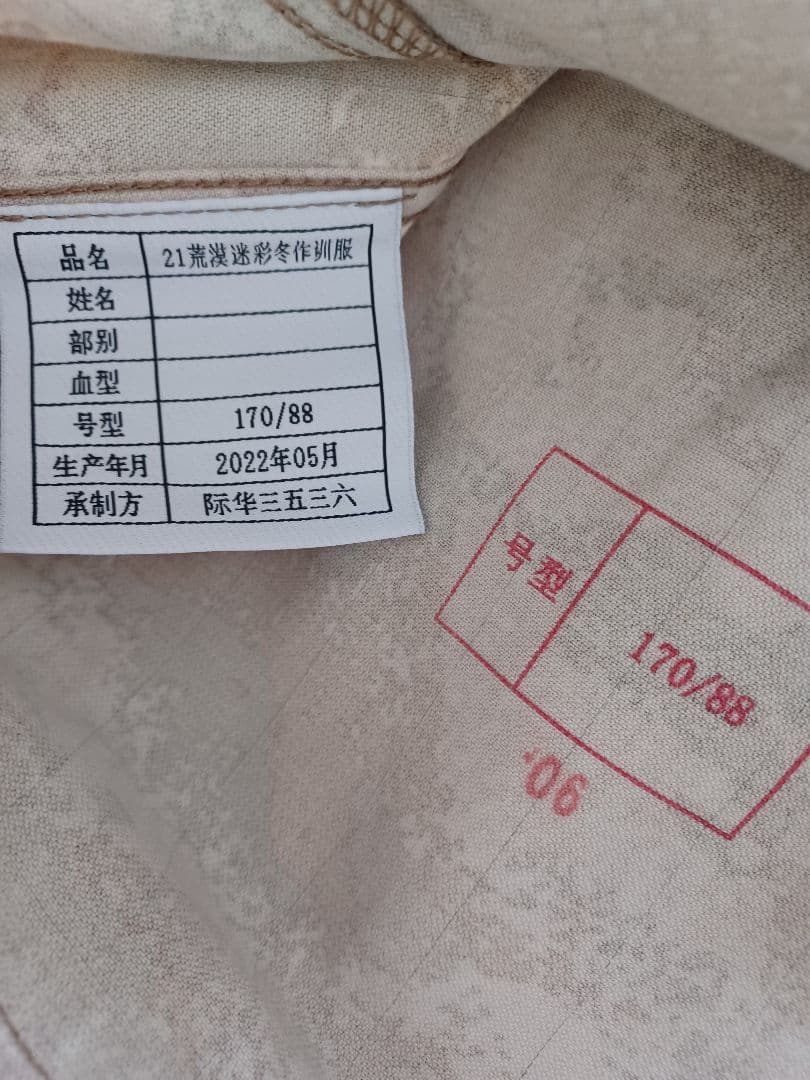 品名 21荒漠迷彩冬作训服
姓名
部别
血型
号型 170/88
生产年月 2022年05月
承制方 际华三五三六
号型 170/88
06